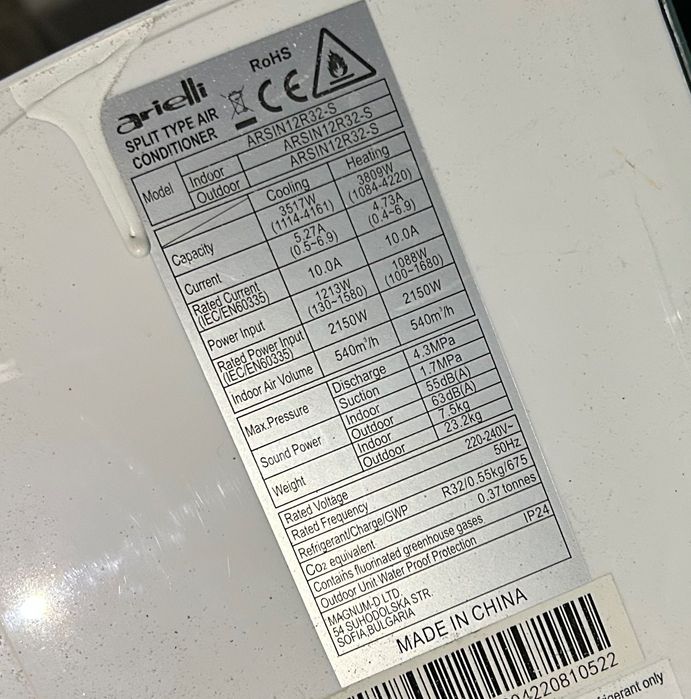 arielli
RoHS
CE
SPLIT TYPE AIR
CONDITIONER
Model ARSIN12R32-S
Indoor ARSIN12R32-S
Outdoor ARSIN12R32-S
Cooling Heating
Capacity 3517W (1114-4161) 3809W (1084-4220)
Current 5.27A (0.5~6.9) 4.73A (0.4~6.9)
Rated Current (IEC/EN60335) 10.0A 10.0A
Power Input 1213W (130~1580) 1088W (100~1680)
Rated Power Input (IEC/EN60335) 2150W 2150W
Indoor Air Volume 540m³/h 540m³/h
Max.Pressure Discharge 4.3MPa
Suction 1.7MPa
Sound Power Indoor 55dB(A)
Outdoor 63dB(A)
Weight Indoor 7.5kg
Outdoor 23.2kg
Rated Voltage 220-240V~
Rated Frequency 50Hz
Refrigerant/Charge/GWP R32/0.55kg/675
CO2 equivalent 0.37tonnes
Contains fluorinated greenhouse gases
Outdoor Unit Water Proof Protection IP24
MAGNUM-D LTD.
54 SUHODOLSKA STR.
SOFIA,BULGARIA
MADE IN CHINA
4220810522
only